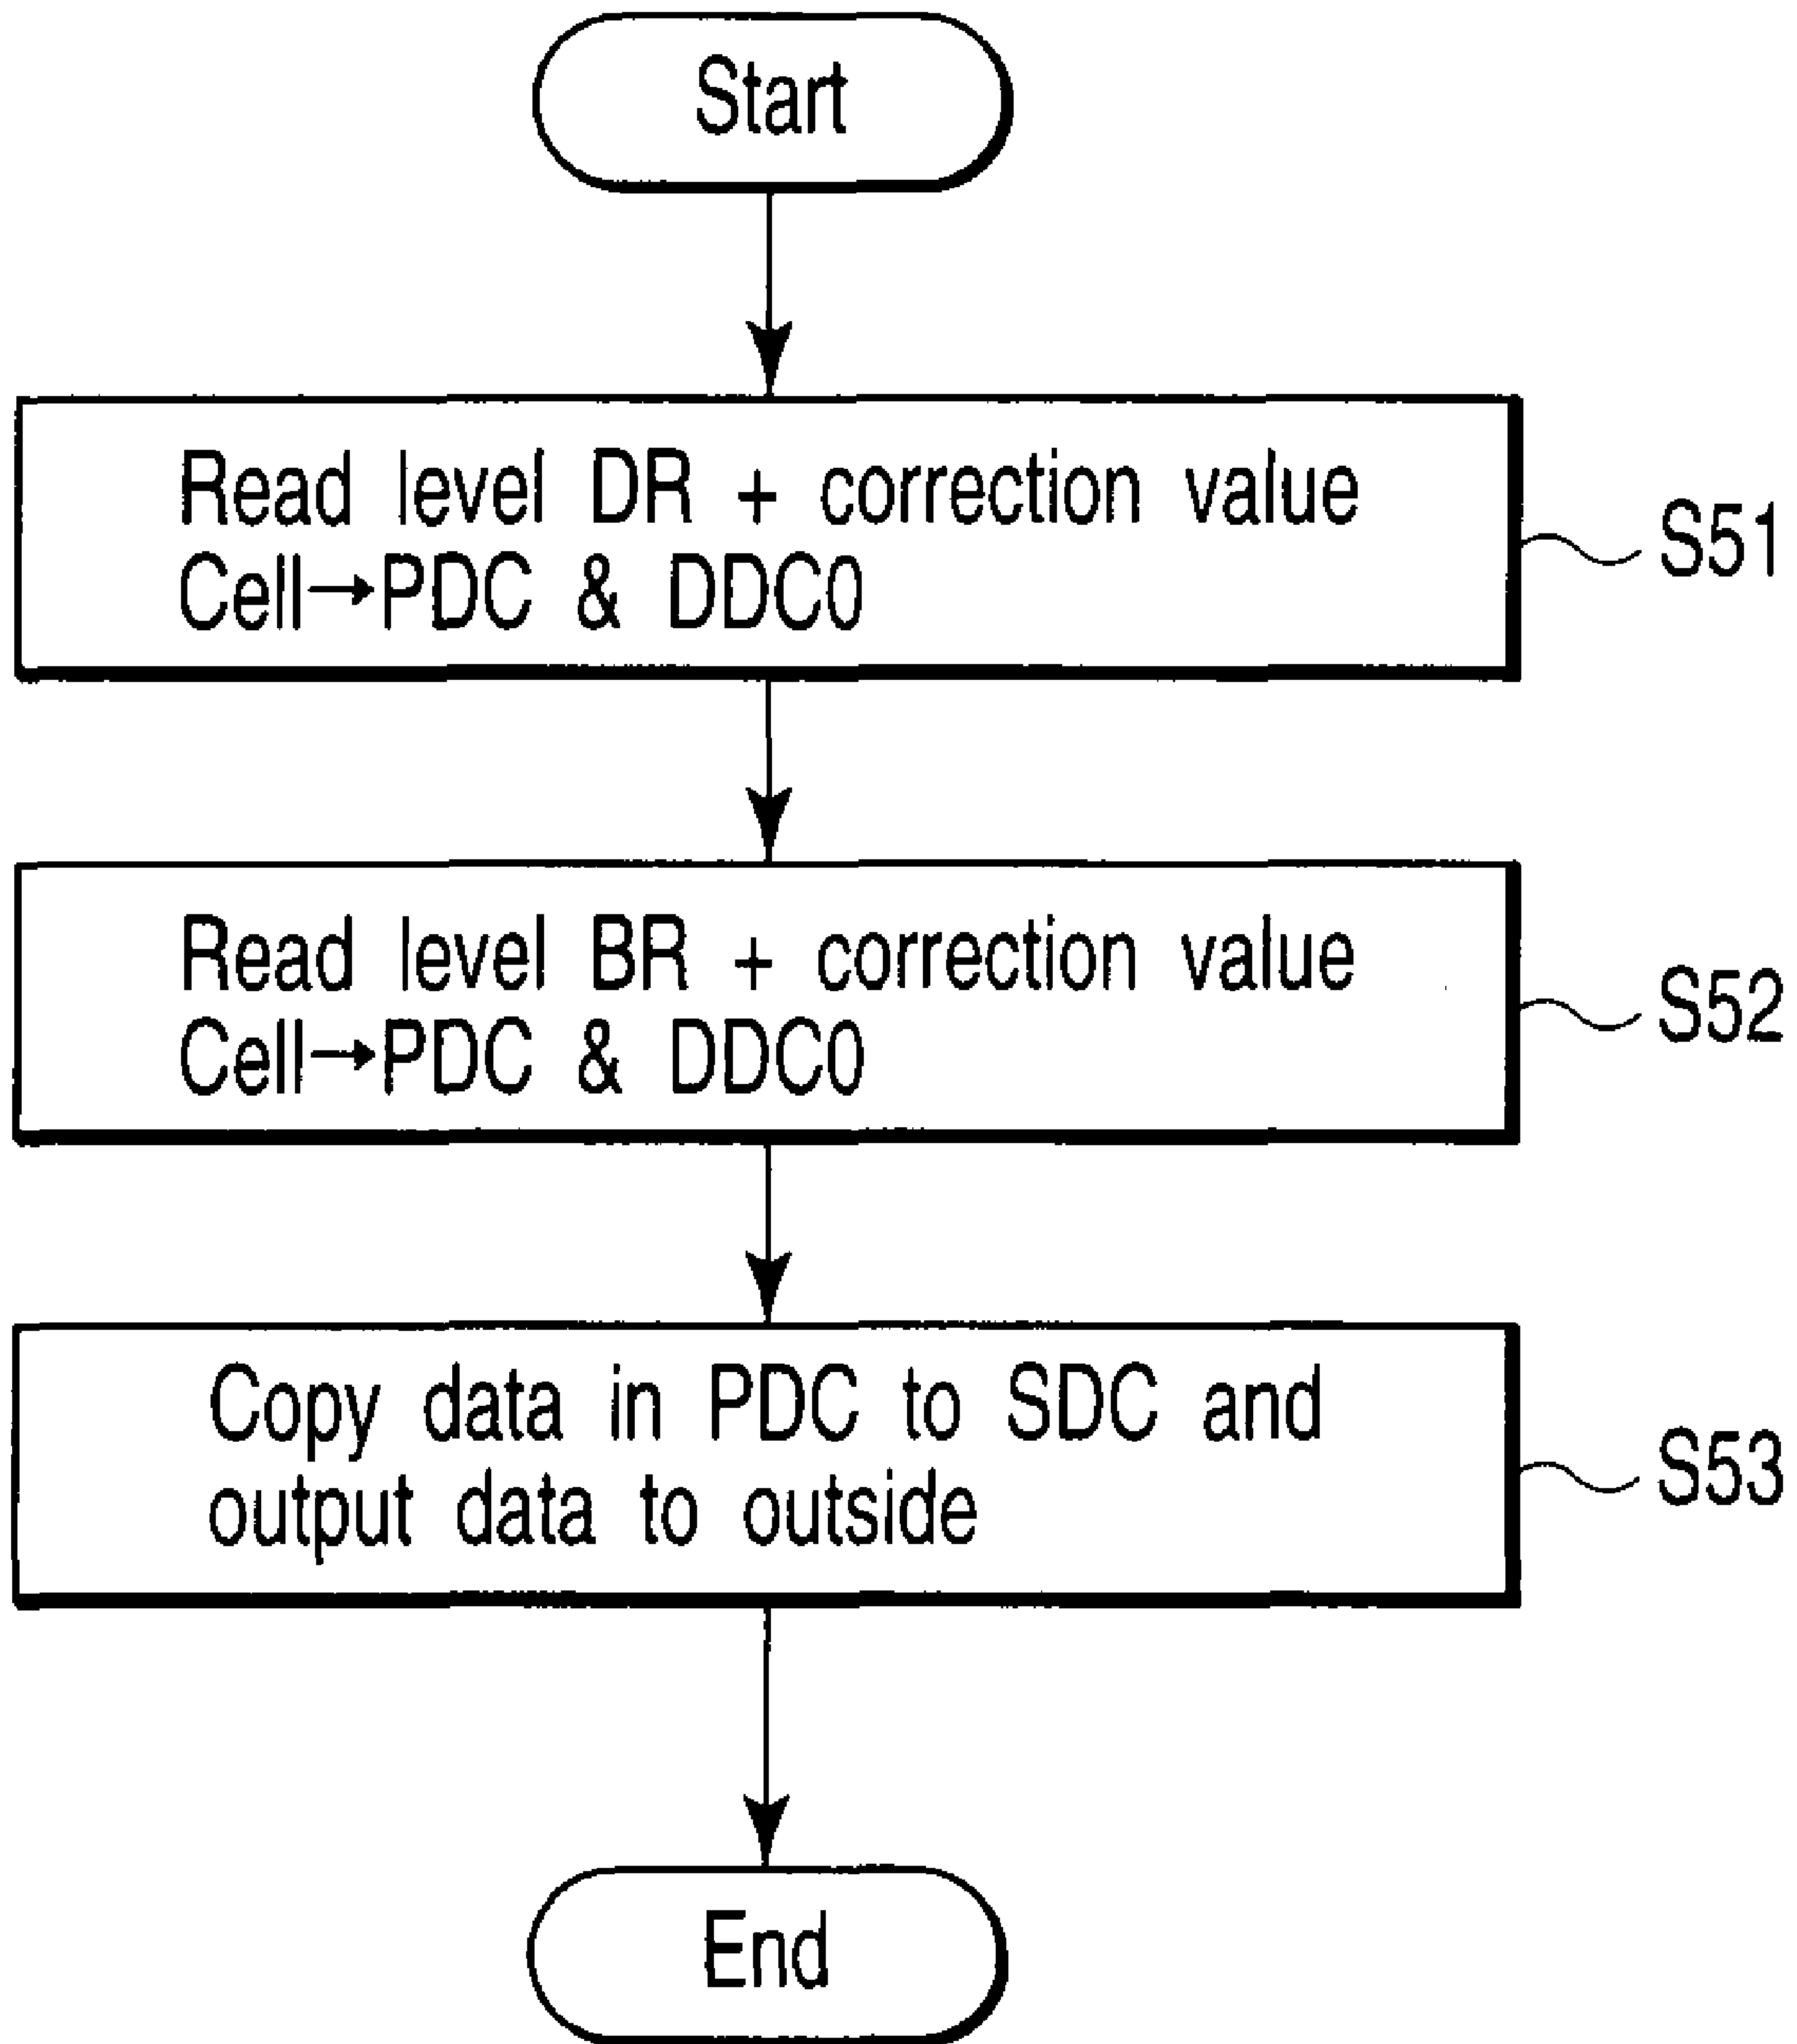 Start
Read level DR + correction value
Cell→PDC & DDC0
S51
Read level BR + correction value
Cell→PDC & DDC0
S52
Copy data in PDC to SDC and
output data to outside
S53
End